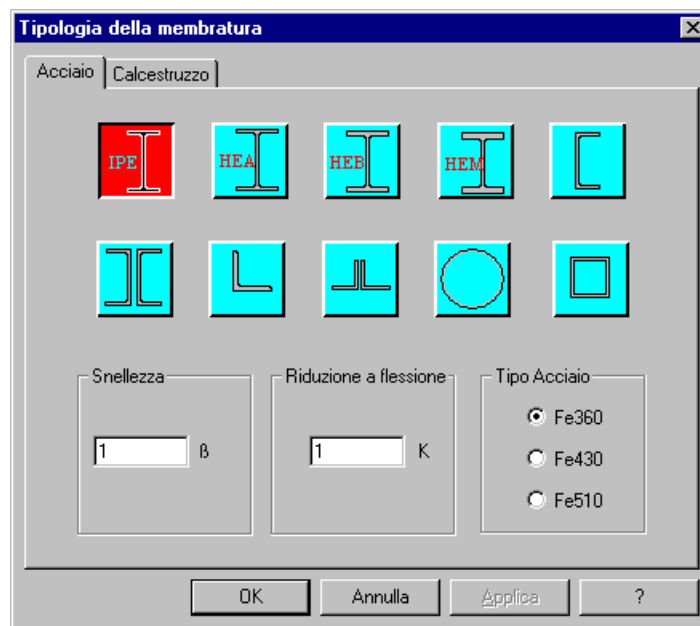 Tipologia della membratura
Acciaio Calcestruzzo
IPE HEA HEB HEM
Snellezza Riduzione a flessione Tipo Acciaio
1 ß 1 K Fe360
Fe430
Fe510
OK Annulla Applica ?